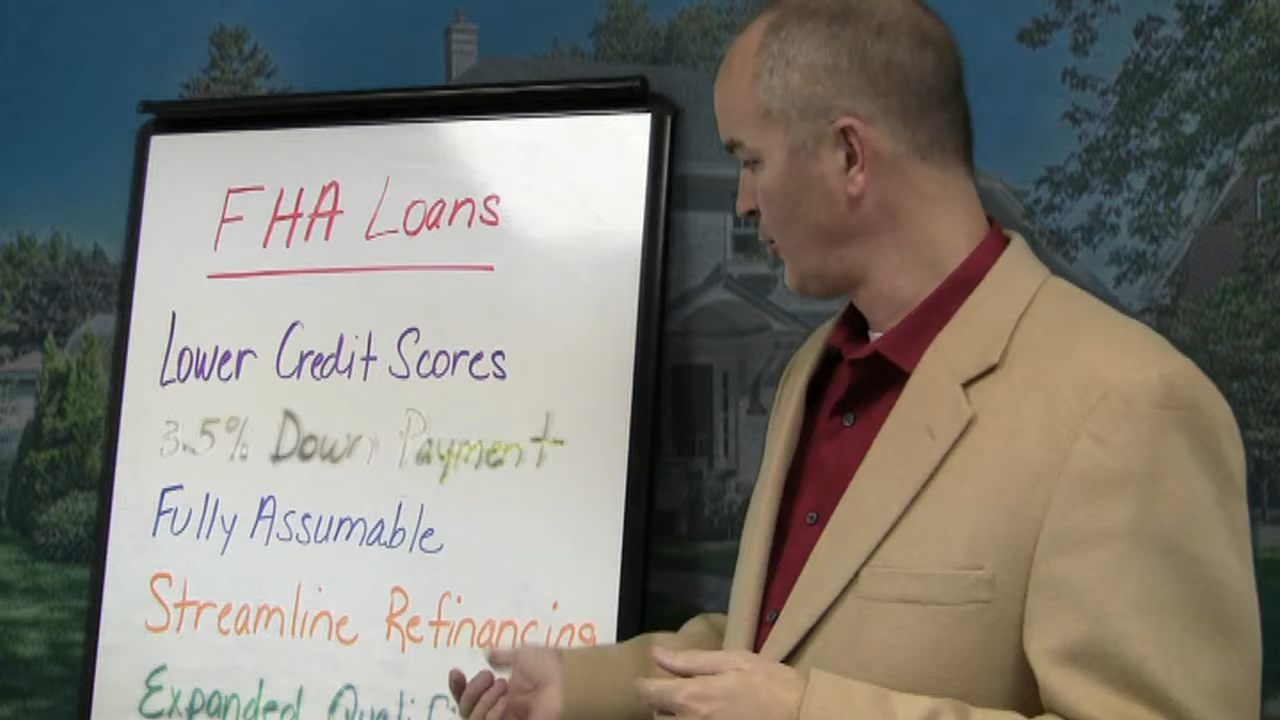 FHA Loans
Lower Credit Scores
3.5% Down Payment
Fully Assumable
Streamline Refinancing
Expanded